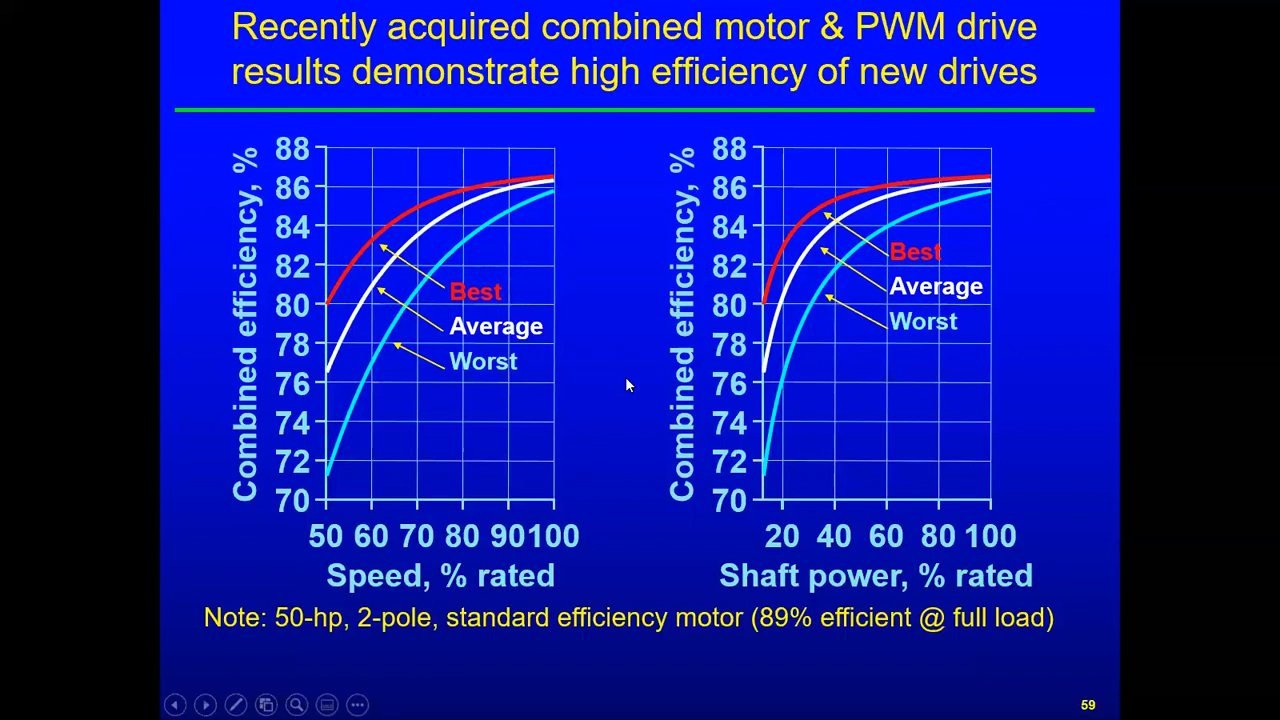 Recently acquired combined motor & PWM drive
results demonstrate high efficiency of new drives
Combined efficiency, %
88
86
84
82
80
78
76
74
72
70
Best
Average
Worst
50 60 70 80 90 100
Speed, % rated
Combined efficiency, %
88
86
84
82
80
78
76
74
72
70
Best
Average
Worst
20 40 60 80 100
Shaft power, % rated
Note: 50-hp, 2-pole, standard efficiency motor (89% efficient @ full load)
59